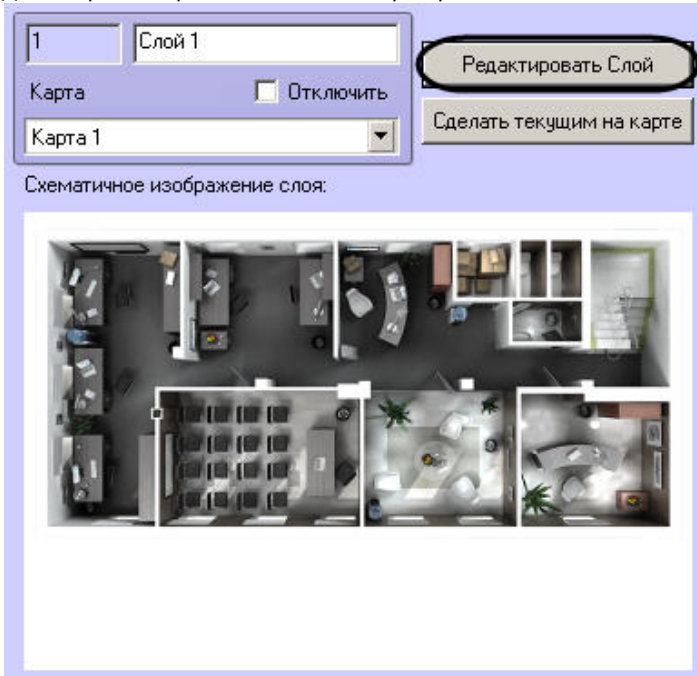 1
Слой 1
Редактировать Слой
Карта
Отключить
Сделать текущим на карте
Карта 1
Схематичное изображение слоя: